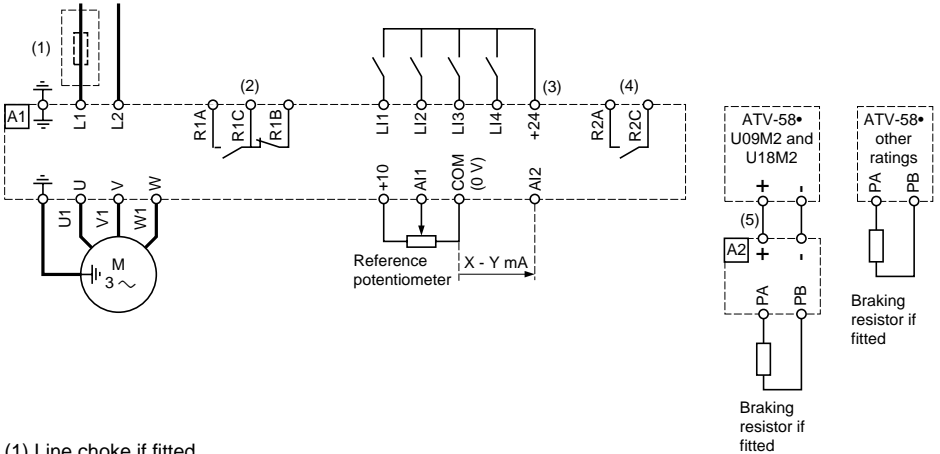 (1)
(2)
(3)
(4)
A1
L1
L2
R1A
R1C
R1B
LI1
LI2
LI3
LI4
+24
R2A
R2C
U
V
W
+10
AI1
COM
(0 V)
AI2
U1
V1
W1
M
3 ~
Reference
potentiometer
X - Y mA
ATV-58•
U09M2 and
U18M2
+
-
(5)
A2
+
-
PA
PB
Braking
resistor if
fitted
ATV-58•
other
ratings
PA
PB
Braking
resistor if
fitted
(1) Line choke if fitted